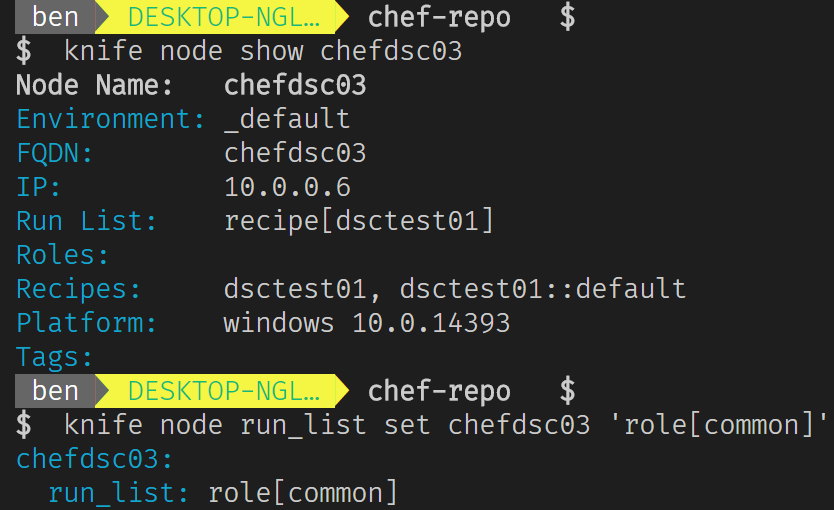 ben DESKTOP-NGL… chef-repo $
$ knife node show chefdsc03
Node Name: chefdsc03
Environment: _default
FQDN: chefdsc03
IP: 10.0.0.6
Run List: recipe[dsctest01]
Roles:
Recipes: dsctest01, dsctest01::default
Platform: windows 10.0.14393
Tags:
ben DESKTOP-NGL… chef-repo $
$ knife node run_list set chefdsc03 'role[common]'
chefdsc03:
run_list: role[common]